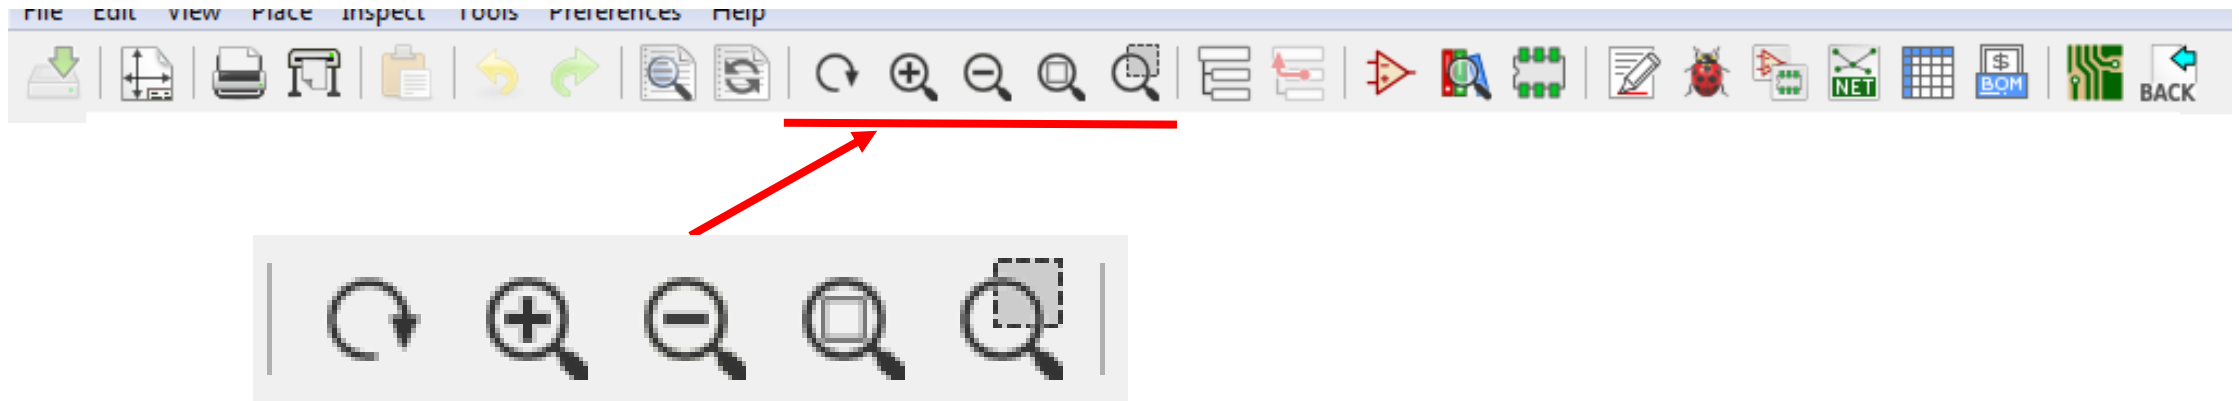 File Edit View Place Inspect Tools Preferences Help
NET
$
BOM
BACK